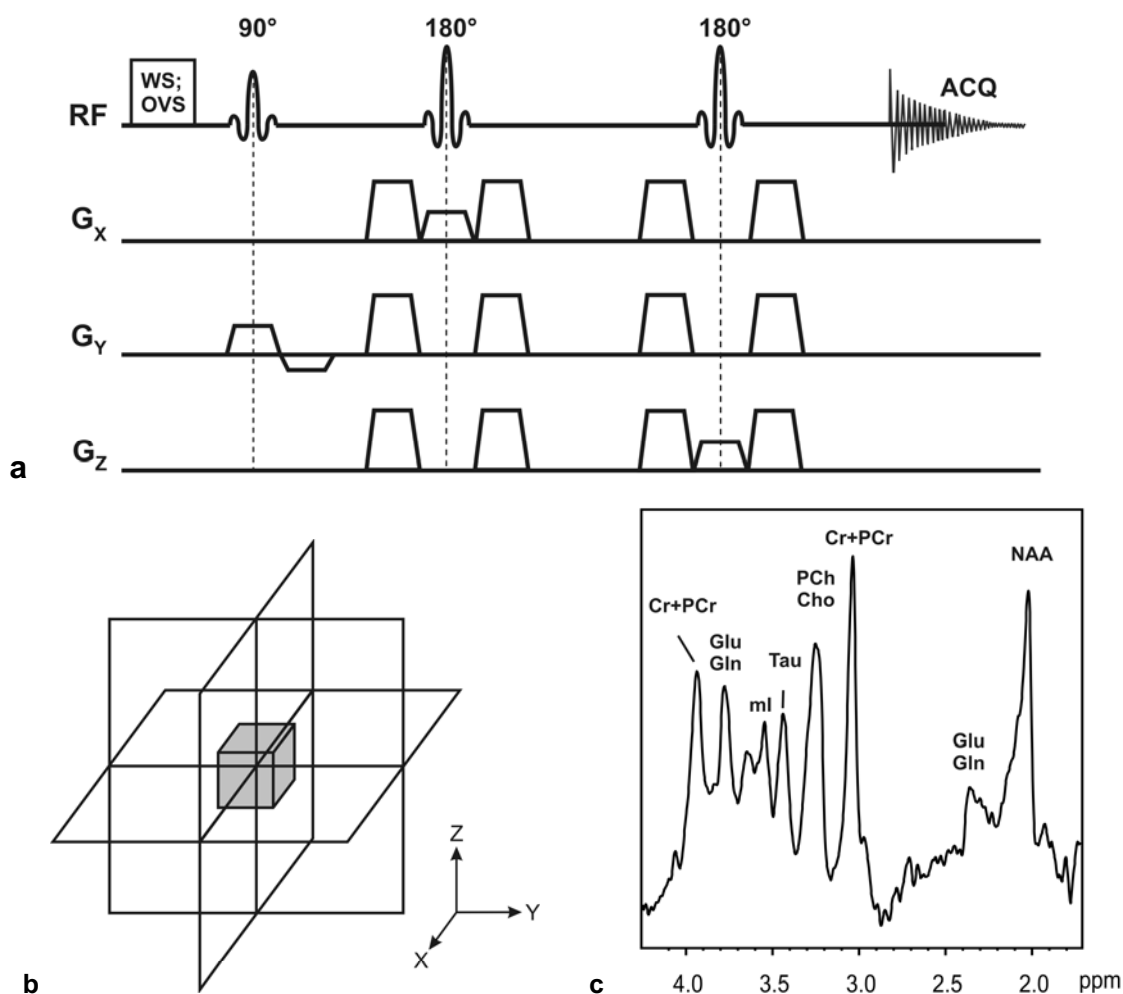 90° 180° 180°
WS;
OVS
RF
ACQ
GX
GY
GZ
a
Z
Y
X
b
Cr+PCr
Glu
Gln
mI
Tau
PCh
Cho
Cr+PCr
Glu
Gln
NAA
4.0 3.5 3.0 2.5 2.0 ppm
c